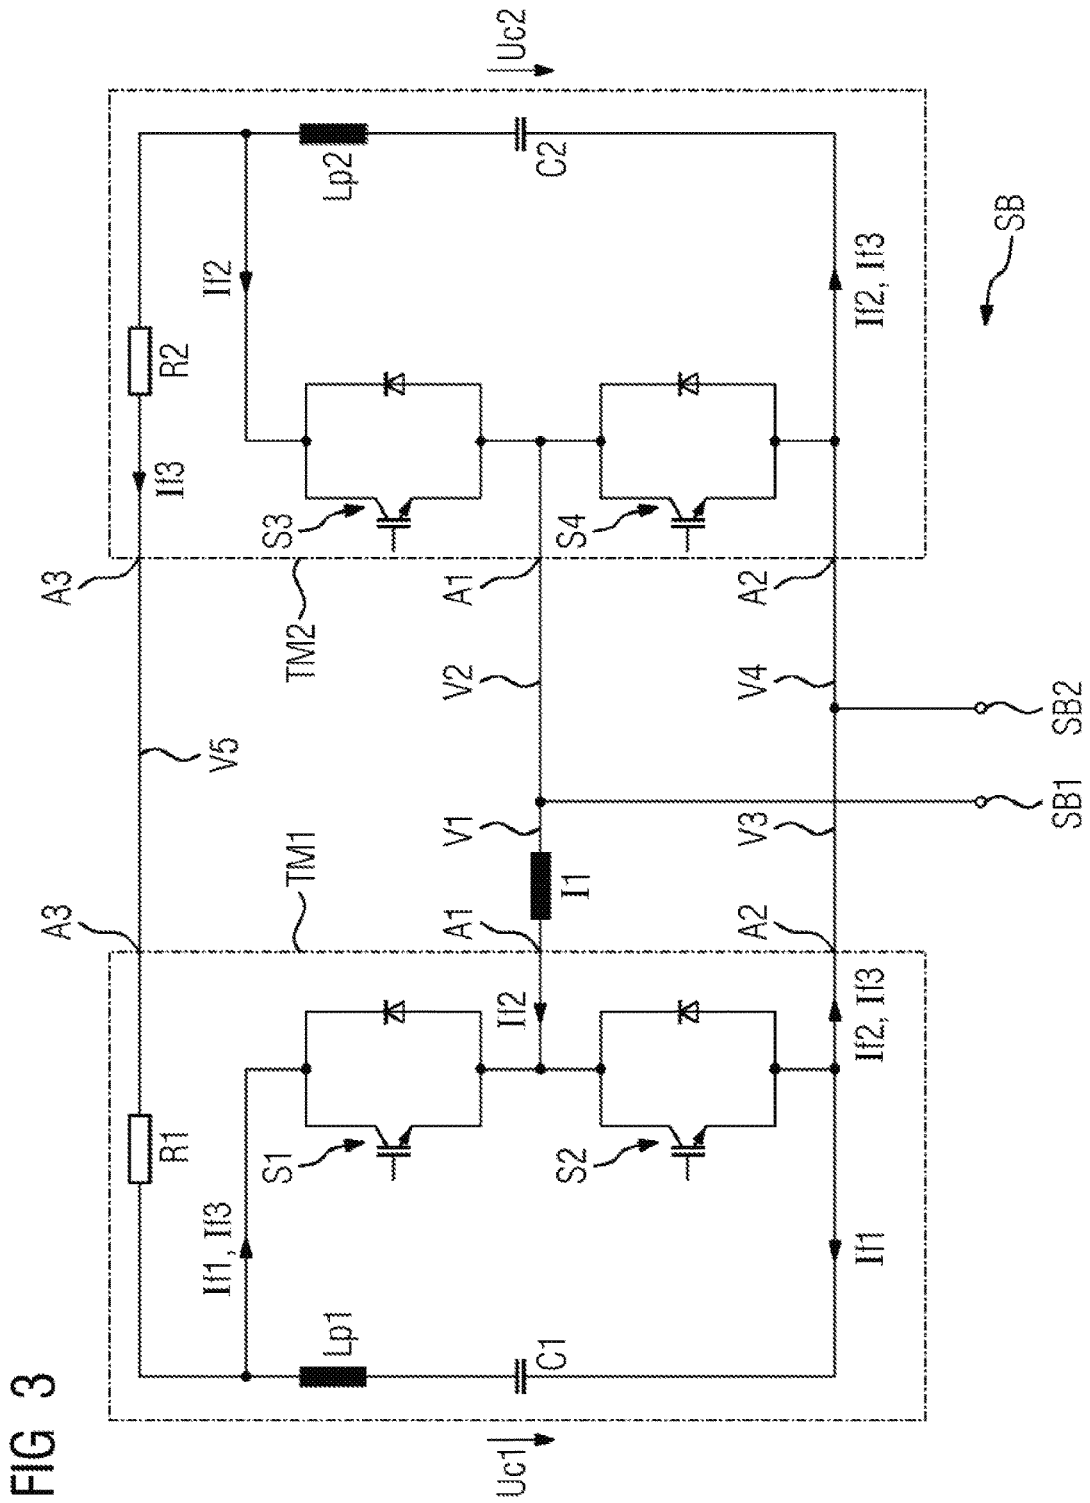 FIG 3
Uc1
Uc2
R1
R2
If3
A3
A3
V5
TM1
TM2
If1, If3
If2
Lp1
Lp2
S1
S3
C1
C2
If2
A1
I1
V1
V2
A1
S2
S4
If1
If2, If3
A2
V3
V4
A2
If2, If3
SB1
SB2
SB